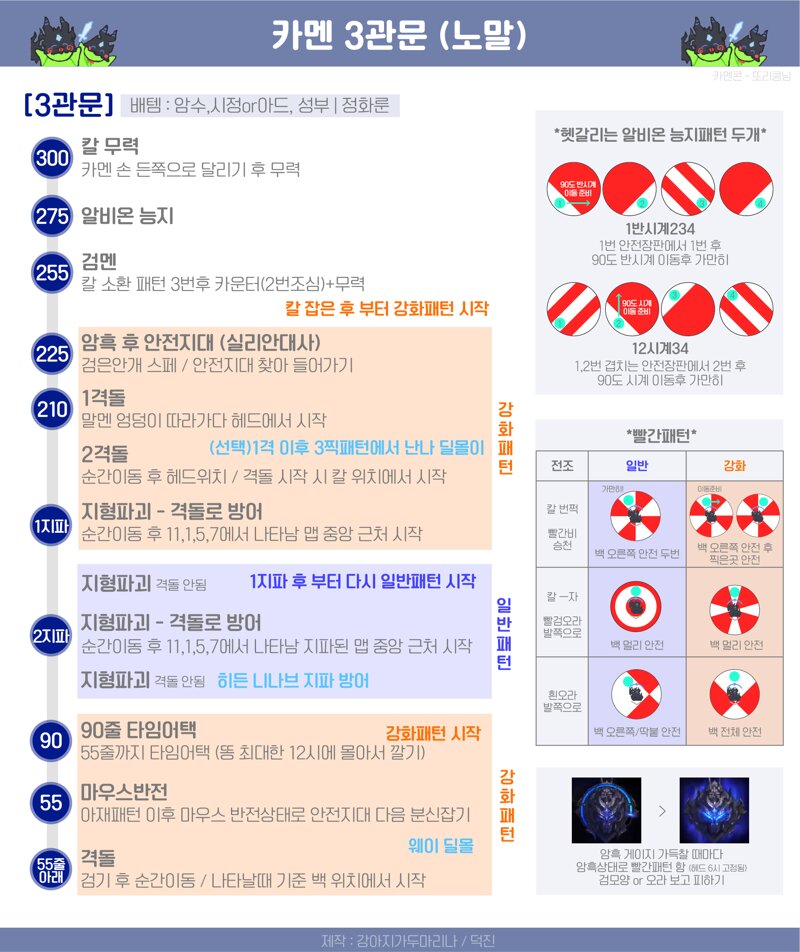 카멘 3관문 (노말)
카멘콘 - 또리콩남
[3관문] 배템 : 암수,시정or아드, 성부 | 정화룬
300 칼 무력
카멘 손 든쪽으로 달리기 후 무력
275 알비온 능지
255 검멘
칼 소환 패턴 3번후 카운터(2번조심)+무력
칼 잡은 후 부터 강화패턴 시작
225 암흑 후 안전지대 (실리안대사)
검은안개 스페 / 안전지대 찾아 들어가기
210 1격돌
말멘 엉덩이 따라가다 헤드에서 시작
(선택)1격 이후 3찍패턴에서 난나 딜몰이
2격돌
순간이동 후 헤드위치 / 격돌 시작 시 칼 위치에서 시작
1지파 지형파괴 - 격돌로 방어
순간이동 후 11,1,5,7에서 나타남 맵 중앙 근처 시작
강화패턴
지형파괴 격돌 안됨 1지파 후 부터 다시 일반패턴 시작
2지파 지형파괴 - 격돌로 방어
순간이동 후 11,1,5,7에서 나타남 지파된 맵 중앙 근처 시작
지형파괴 격돌 안됨 히든 니나브 지파 방어
일반패턴
90 90줄 타임어택 강화패턴 시작
55줄까지 타임어택 (똥 최대한 12시에 몰아서 깔기)
55 마우스반전
아재패턴 이후 마우스 반전상태로 안전지대 다음 분신잡기
웨이 딜몰
55줄아래 격돌
검기 후 순간이동 / 나타날때 기준 백 위치에서 시작
강화패턴
*헷갈리는 알비온 능지패턴 두개*
90도 반시계
이동 준비
1 2 3 4
1반시계234
1번 안전장판에서 1번 후
90도 반시계 이동후 가만히
90도 시계
이동 준비
1 2 3 4
12시계34
1,2번 겹치는 안전장판에서 2번 후
90도 시계 이동후 가만히
*빨간패턴*
전조 일반 강화
칼 번쩍
빨간비
승천
가만히!
백 오른쪽 안전 두번
이동준비
백 오른쪽 안전 후
찍은곳 안전
칼 ㅡ자
빨검오라
발쪽으로
백 멀리 안전
백 멀리 안전
흰오라
발쪽으로
백 오른쪽/딱붙 안전
백 전체 안전
>
암흑 게이지 가득찰 때마다
암흑상태로 빨간패턴 함 (헤드 6시 고정됨)
검모양 or 오라 보고 피하기
제작 : 강아지가두마리나 / 덕진